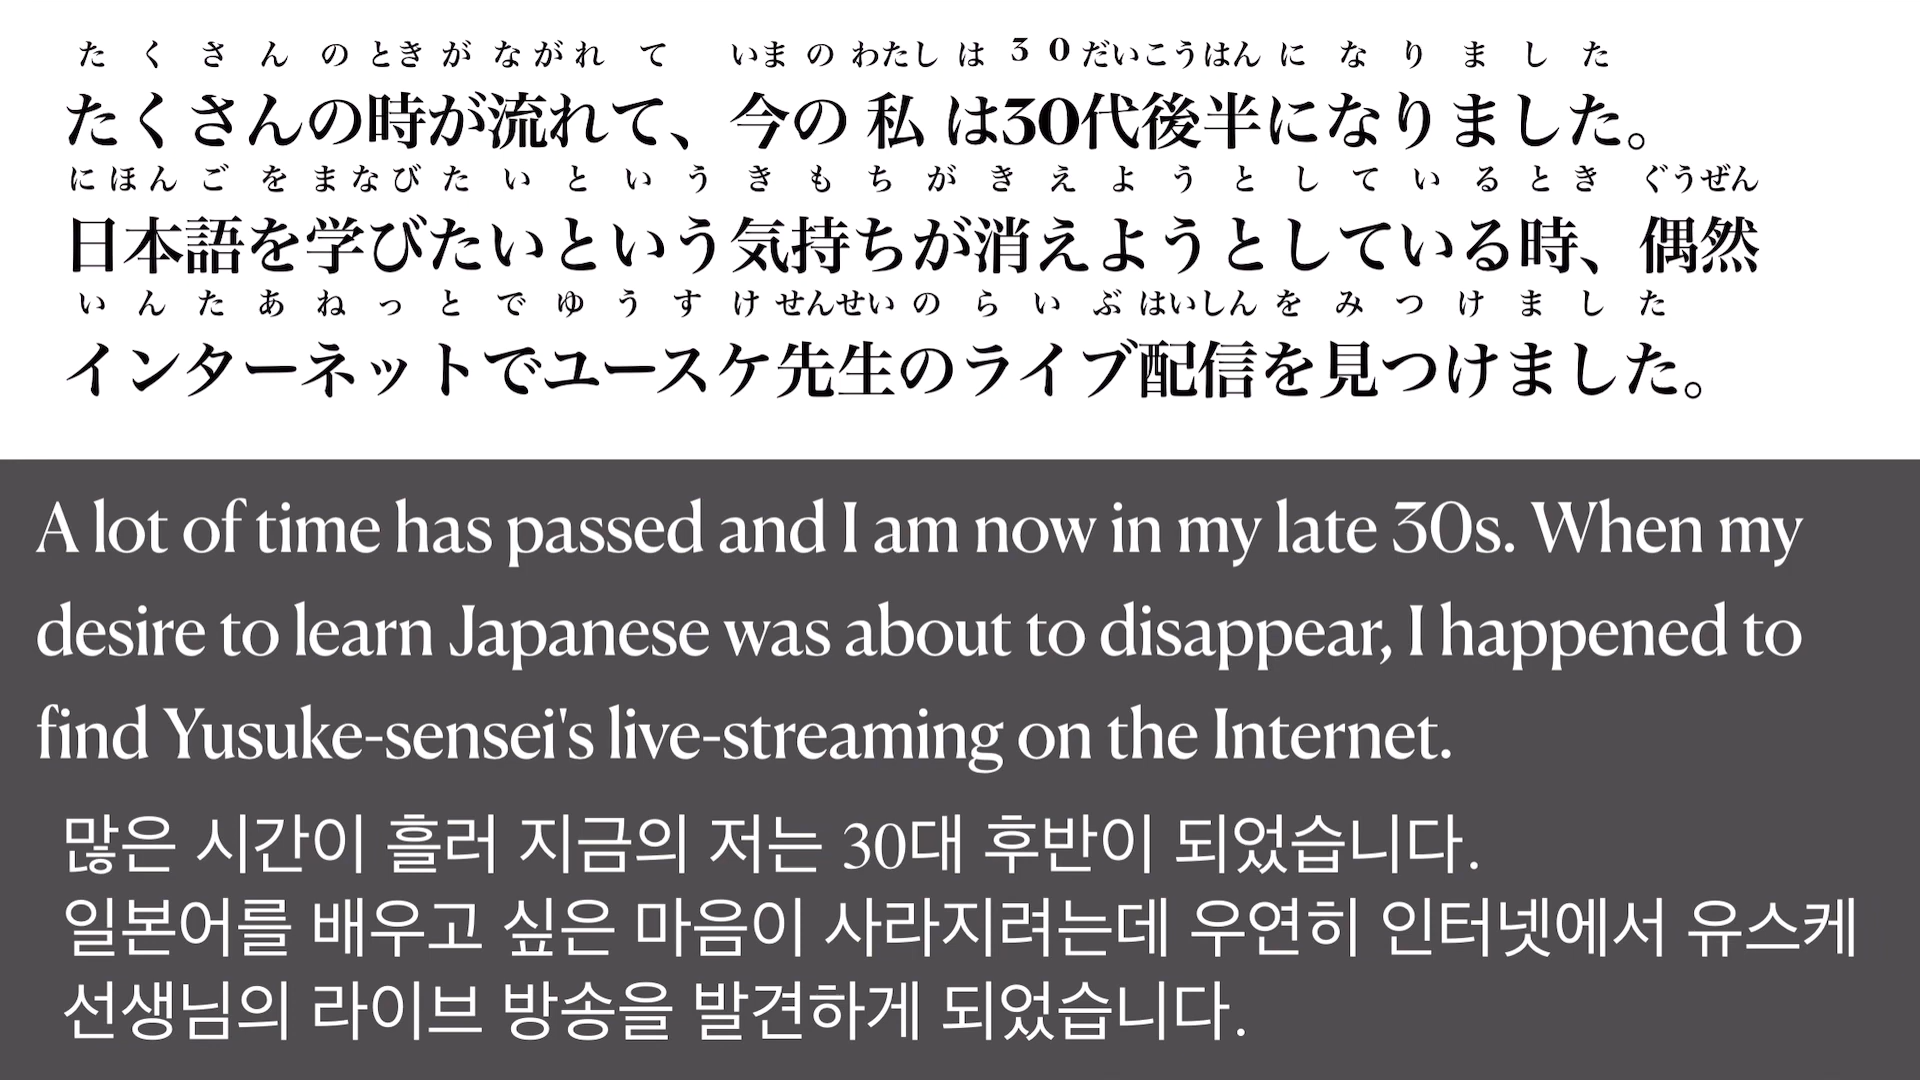 たくさんのときがながれて いまのわたしは30だいこうはんになりました
たくさんの時が流れて、今の私は30代後半になりました。
にほんごをまなびたいというきもちがきえようとしているとき ぐうぜん
日本語を学びたいという気持ちが消えようとしている時、偶然
いんたあねっとでゆうすけせんせいのらいぶはいしんをみつけました
インターネットでユースケ先生のライブ配信を見つけました。
A lot of time has passed and I am now in my late 30s. When my
desire to learn Japanese was about to disappear, I happened to
find Yusuke-sensei's live-streaming on the Internet.
많은 시간이 흘러 지금의 저는 30대 후반이 되었습니다.
일본어를 배우고 싶은 마음이 사라지려는데 우연히 인터넷에서 유스케
선생님의 라이브 방송을 발견하게 되었습니다.